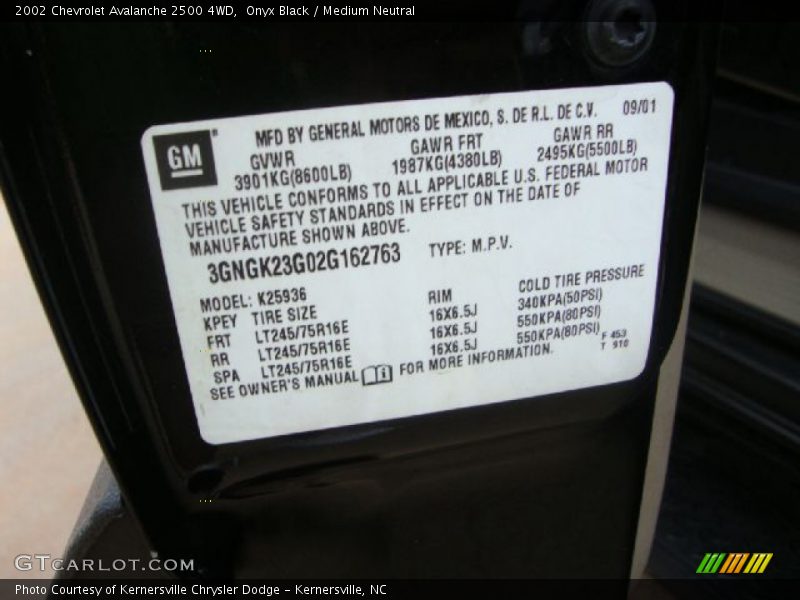 2002 Chevrolet Avalanche 2500 4WD, Onyx Black / Medium Neutral
GM
MFD BY GENERAL MOTORS DE MEXICO, S. DE R.L. DE C.V. 09/01
GVWR GAWR FRT GAWR RR
3901KG(8600LB) 1987KG(4380LB) 2495KG(5500LB)
THIS VEHICLE CONFORMS TO ALL APPLICABLE U.S. FEDERAL MOTOR
VEHICLE SAFETY STANDARDS IN EFFECT ON THE DATE OF
MANUFACTURE SHOWN ABOVE.
3GNGK23G02G162763 TYPE: M.P.V.
MODEL: K25936
KPEY TIRE SIZE RIM COLD TIRE PRESSURE
FRT LT245/75R16E 16X6.5J 340KPA(50PSI)
RR LT245/75R16E 16X6.5J 550KPA(80PSI)
SPA LT245/75R16E 16X6.5J 550KPA(80PSI)
SEE OWNER'S MANUAL i FOR MORE INFORMATION.
F 453
T 910
GTCARLOT.COM
Photo Courtesy of Kernersville Chrysler Dodge - Kernersville, NC